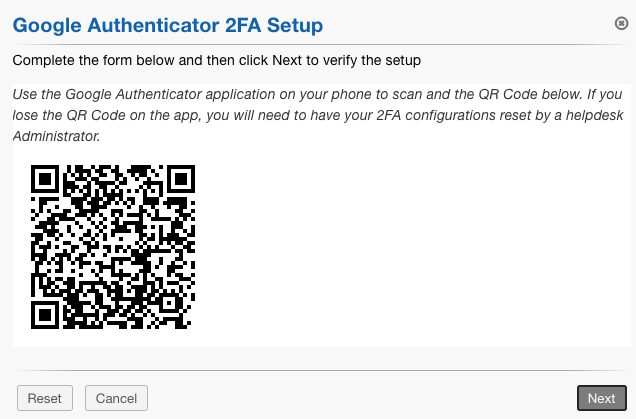 Google Authenticator 2FA Setup
Complete the form below and then click Next to verify the setup
Use the Google Authenticator application on your phone to scan and the QR Code below. If you
lose the QR Code on the app, you will need to have your 2FA configurations reset by a helpdesk
Administrator.
Reset
Cancel
Next